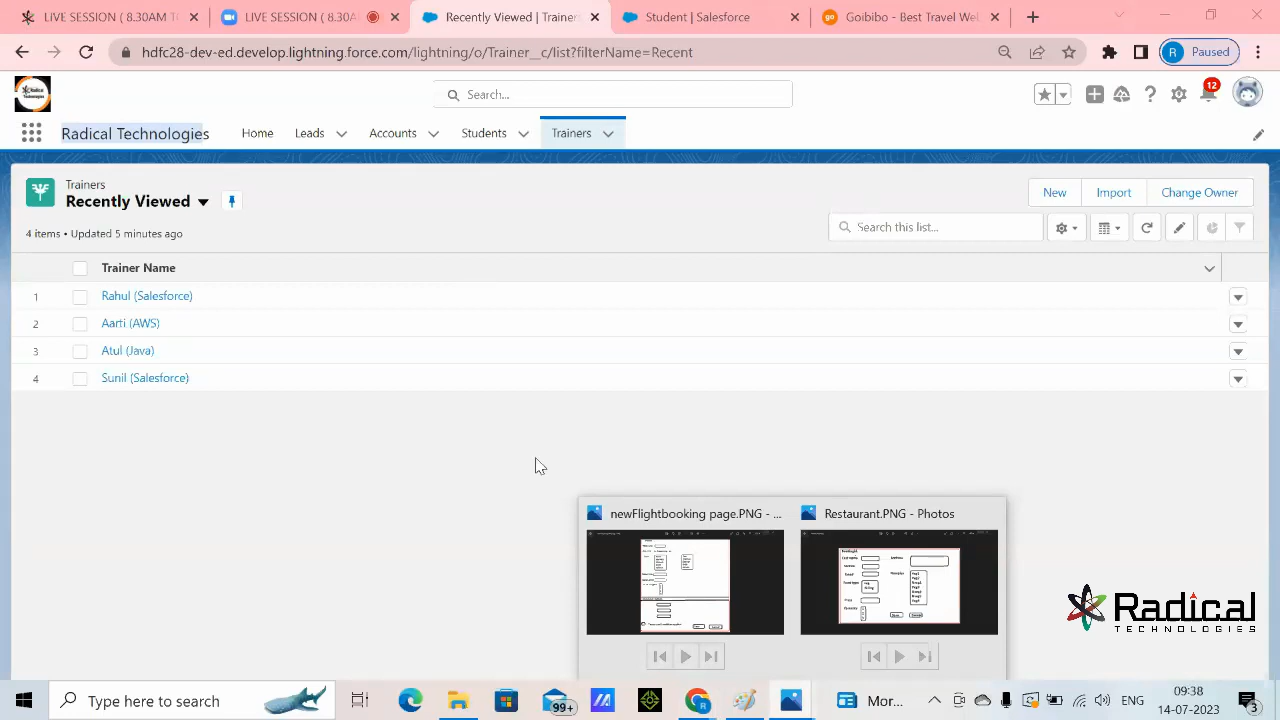 LIVE SESSION ( 8.30AM T
LIVE SESSION ( 8.30A
Recently Viewed | Trainer
Student | Salesforce
go
Goibibo - Best Travel We
hdfc28-dev-ed.develop.lightning.force.com/lightning/o/Trainer__c/list?filterName=Recent
R
Paused
Search...
12
Radical Technologies
Home
Leads
Accounts
Students
Trainers
Trainers
Recently Viewed
New
Import
Change Owner
4 items • Updated 5 minutes ago
Search this list...
Trainer Name
1
Rahul (Salesforce)
2
Aarti (AWS)
3
Atul (Java)
4
Sunil (Salesforce)
newFlightbooking page.PNG - ...
Restaurant.PNG - Photos
Radical
TECHNOLOGIES
Type here to search
99+
R
Mor...
ENG
09:38
14-07-2023
3